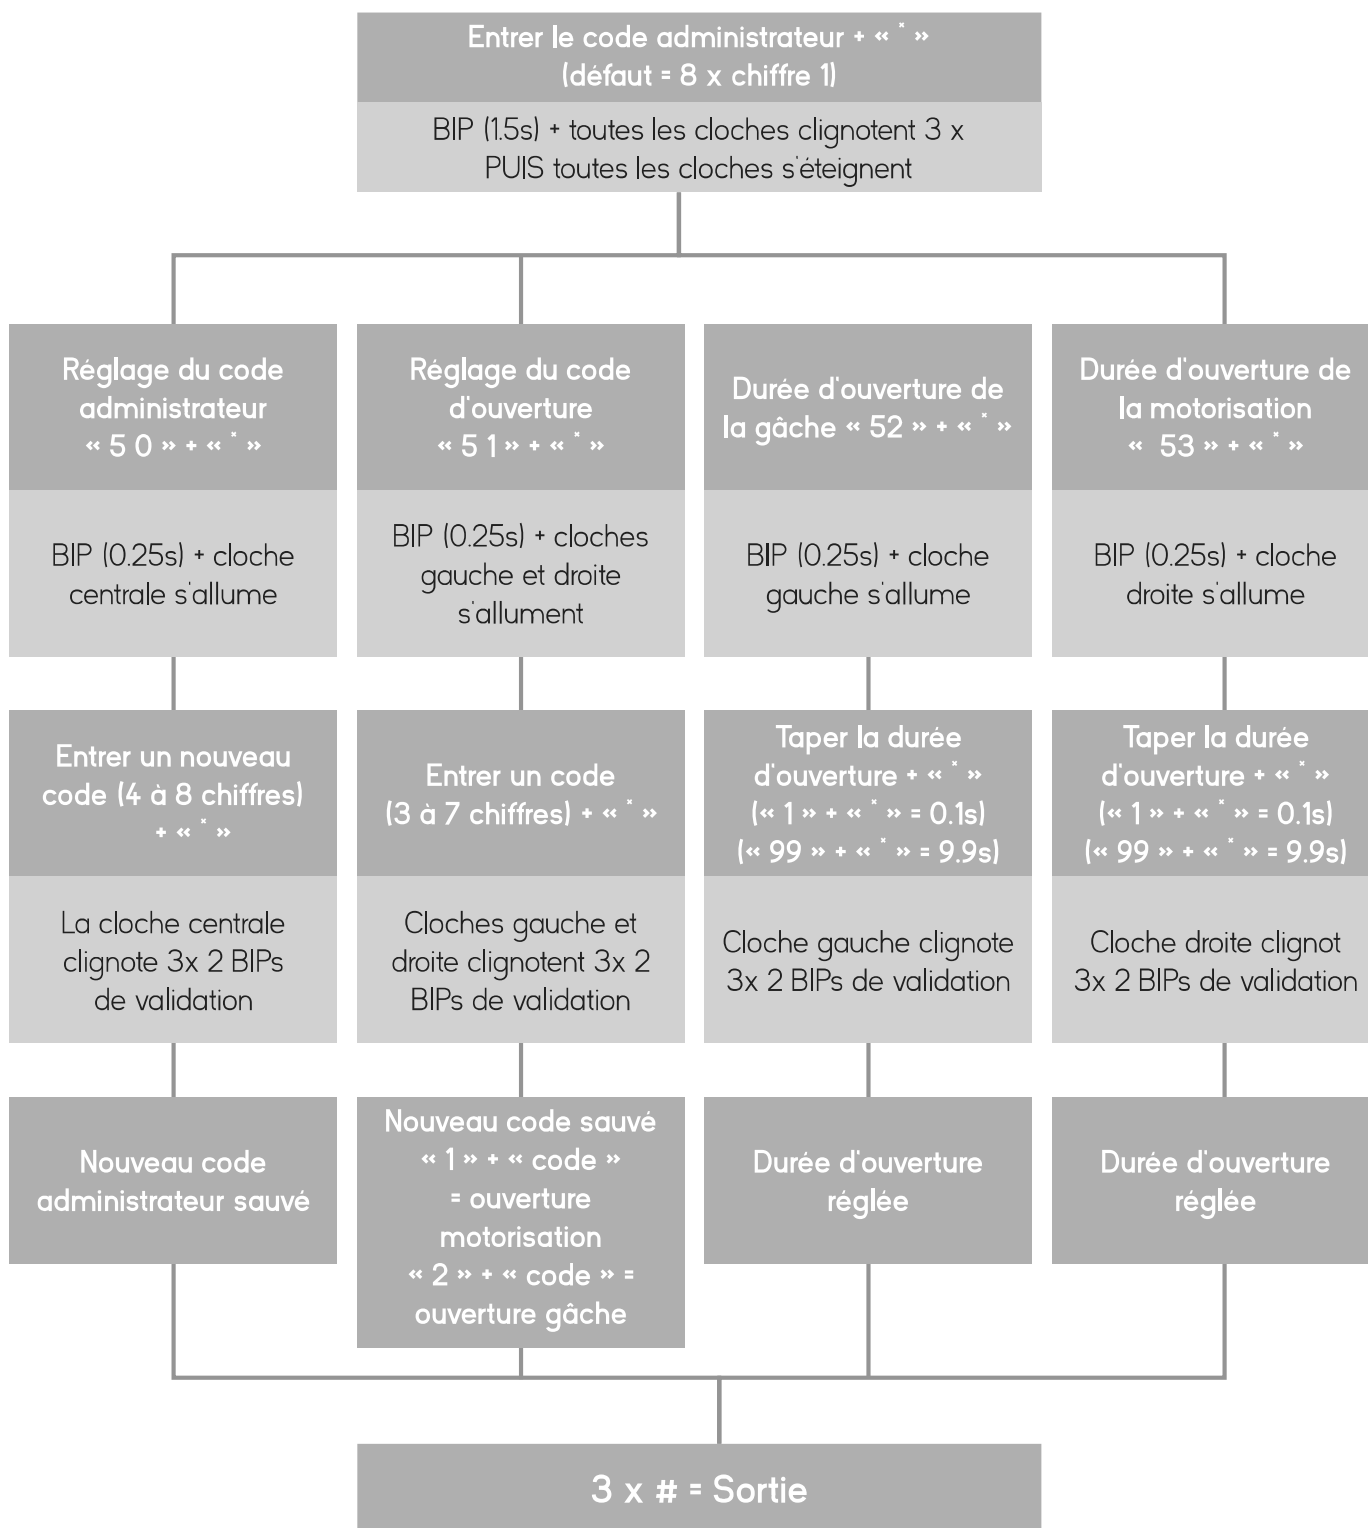 Entrer le code administrateur + « * »
(défaut = 8 x chiffre 1)
BIP (1.5s) + toutes les cloches clignotent 3 x
PUIS toutes les cloches s'éteignent
Réglage du code
administrateur
« 5 0 » + « * »
BIP (0.25s) + cloche
centrale s'allume
Entrer un nouveau
code (4 à 8 chiffres)
+ « * »
La cloche centrale
clignote 3x 2 BIPs
de validation
Nouveau code
administrateur sauvé
Réglage du code
d'ouverture
« 5 1 » + « * »
BIP (0.25s) + cloches
gauche et droite
s'allument
Entrer un code
(3 à 7 chiffres) + « * »
Cloches gauche et
droite clignotent 3x 2
BIPs de validation
Nouveau code sauvé
« 1 » + « code »
= ouverture
motorisation
« 2 » + « code » =
ouverture gâche
Durée d'ouverture de
la gâche « 52 » + « * »
BIP (0.25s) + cloche
gauche s'allume
Taper la durée
d'ouverture + « * »
(« 1 » + « * » = 0.1s)
(« 99 » + « * » = 9.9s)
Cloche gauche clignote
3x 2 BIPs de validation
Durée d'ouverture
réglée
Durée d'ouverture de
la motorisation
« 53 » + « * »
BIP (0.25s) + cloche
droite s'allume
Taper la durée
d'ouverture + « * »
(« 1 » + « * » = 0.1s)
(« 99 » + « * » = 9.9s)
Cloche droite clignot
3x 2 BIPs de validation
Durée d'ouverture
réglée
3 x # = Sortie